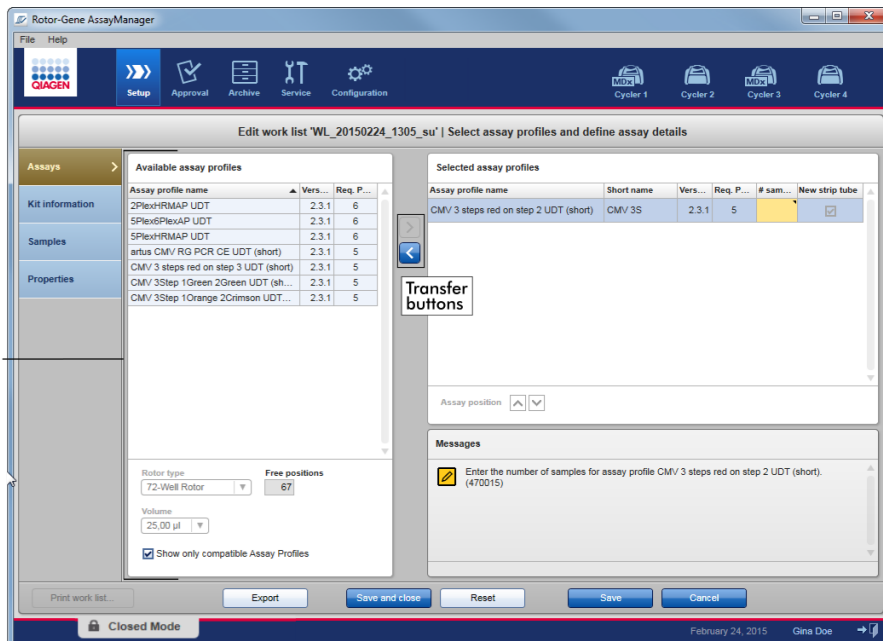 Rotor-Gene AssayManager
File Help
QIAGEN
Setup Approval Archive Service Configuration
MDx MDx
Cycler 1 Cycler 2 Cycler 3 Cycler 4
Edit work list 'WL_20150224_1305_su' | Select assay profiles and define assay details
Assays
Kit information
Samples
Properties
Available assay profiles
Assay profile name Vers... Req. P...
2PlexHRMAP UDT 2.3.1 6
5Plex6PlexAP UDT 2.3.1 6
5PlexHRMAP UDT 2.3.1 6
artus CMV RG PCR CE UDT (short) 2.3.1 5
CMV 3 steps red on step 3 UDT (short) 2.3.1 5
CMV 3Step 1Green 2Green UDT (sh... 2.3.1 5
CMV 3Step 1Orange 2Crimson UDT... 2.3.1 5
Rotor type Free positions
72-Well Rotor 67
Volume
25,00 µl
Show only compatible Assay Profiles
Transfer
buttons
Selected assay profiles
Assay profile name Short name Vers... Req. P... # sam... New strip tube
CMV 3 steps red on step 2 UDT (short) CMV 3S 2.3.1 5
Assay position
Messages
Enter the number of samples for assay profile CMV 3 steps red on step 2 UDT (short).
(470015)
Print work list... Export Save and close Reset Save Cancel
Closed Mode
February 24, 2015 Gina Doe